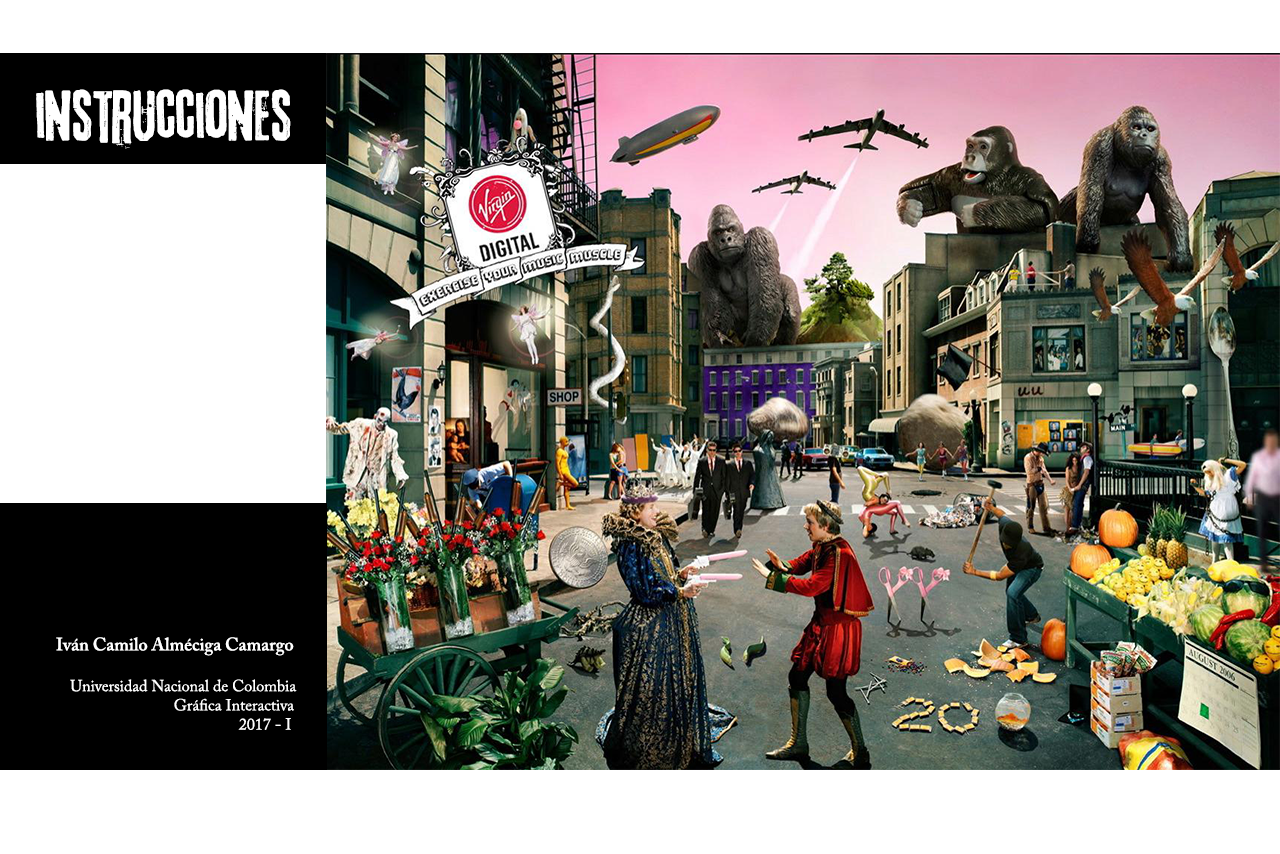 INSTRUCCIONES
Virgin
DIGITAL
EXERCISE YOUR MUSIC MUSCLE
SHOP
UU
MAIN
20
AUGUST 2006
Iván Camilo Alméciga Camargo
Universidad Nacional de Colombia
Gráfica Interactiva
2017 - I